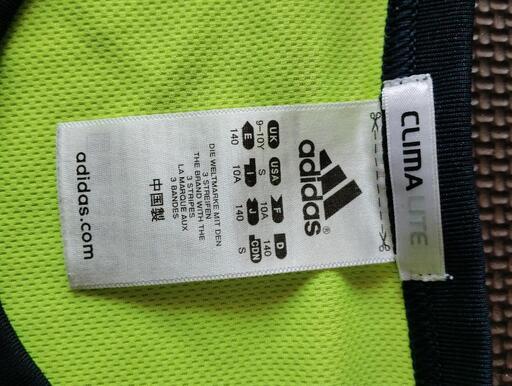 CLIMALITE
adidas®
UK USA F D
9-10Y S 10A 140
E I J CDN
140 10A 140 S
DIE WELTMARKE MIT DEN
3 STREIFEN
THE BRAND WITH THE
3 STRIPES
LA MARQUE AUX
3 BANDES
中国製
adidas.com